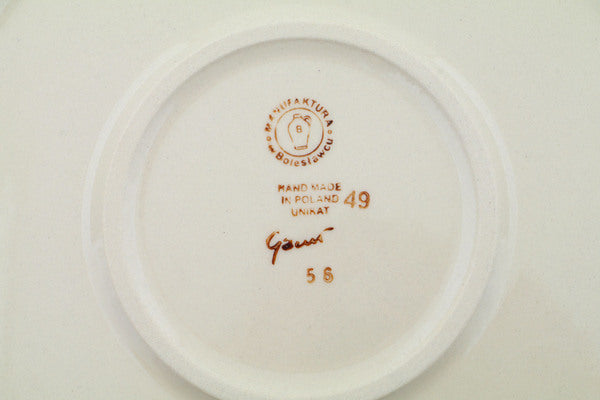 MANUFAKTURA
w Bolesławcu
B
HAND MADE
IN POLAND 49
UNIKAT
56